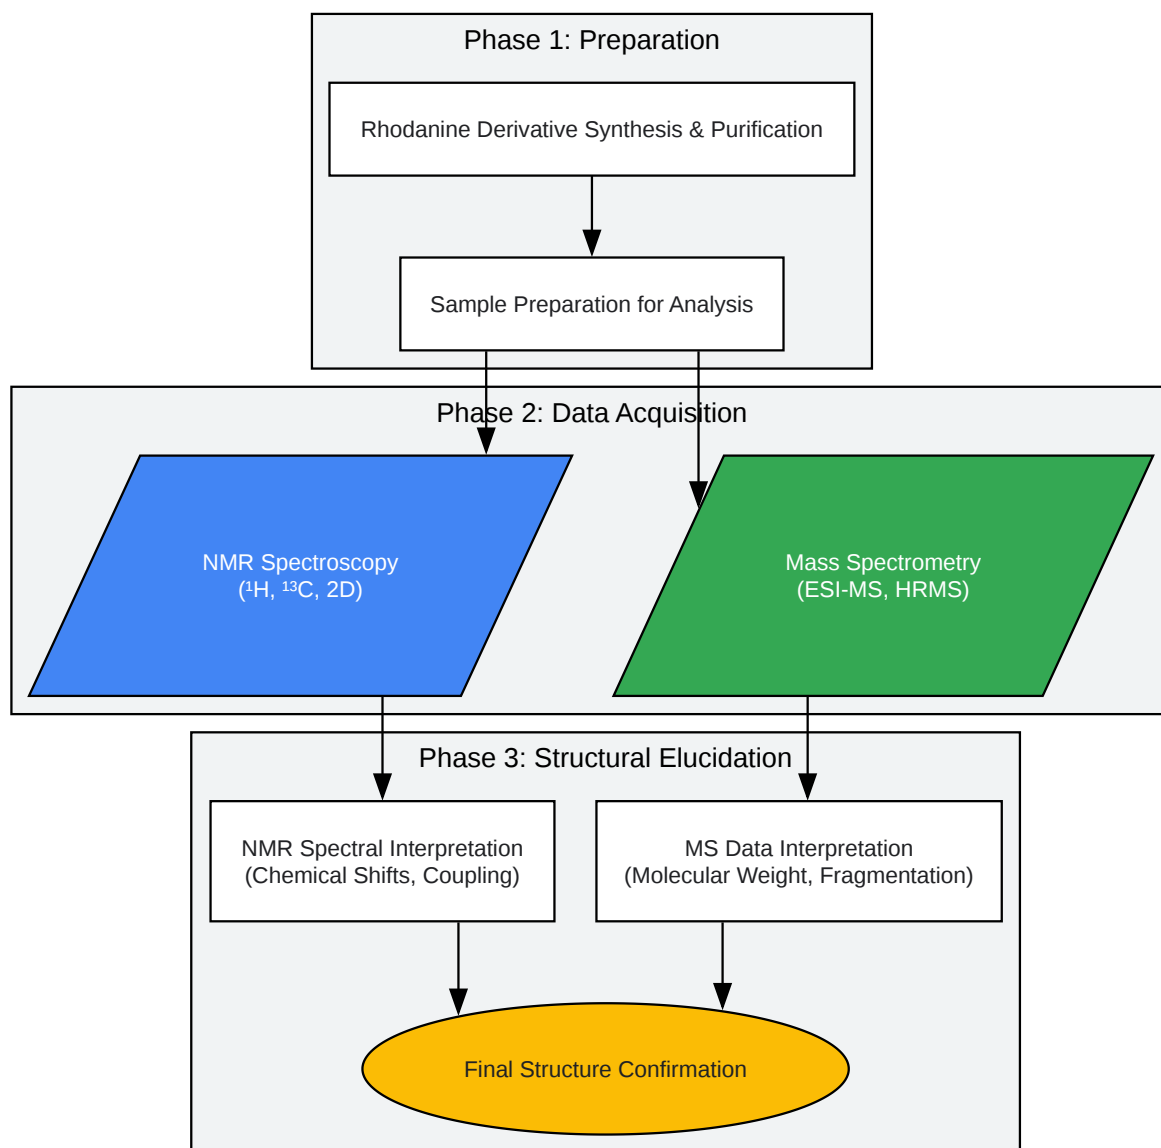 Phase 1: Preparation
Rhodanine Derivative Synthesis & Purification
Sample Preparation for Analysis
Phase 2: Data Acquisition
NMR Spectroscopy
(¹H, ¹³C, 2D)
Mass Spectrometry
(ESI-MS, HRMS)
Phase 3: Structural Elucidation
NMR Spectral Interpretation
(Chemical Shifts, Coupling)
MS Data Interpretation
(Molecular Weight, Fragmentation)
Final Structure Confirmation